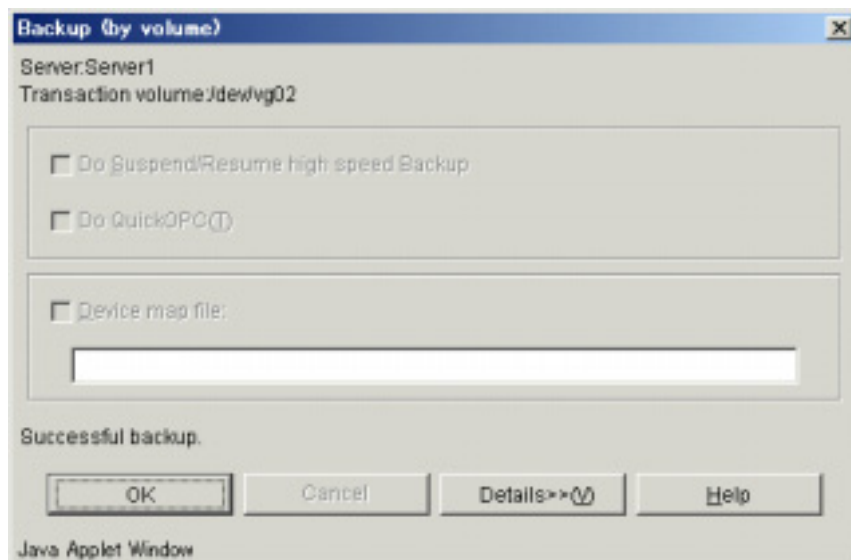 Backup (by volume)
Server:Server1
Transaction volume:/dev/vg02
Do Suspend/Resume high speed Backup
Do QuickOPC(T)
Device map file:
Successful backup.
OK
Cancel
Details>>(V)
Help
Java Applet Window